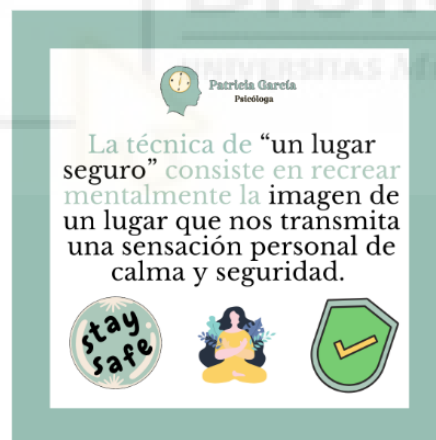 UNIVERSITAS M
Patricia García
Psicóloga
La técnica de “un lugar
seguro” consiste en recrear
mentalmente la imagen de
un lugar que nos transmita
una sensación personal de
calma y seguridad.
stay
safe